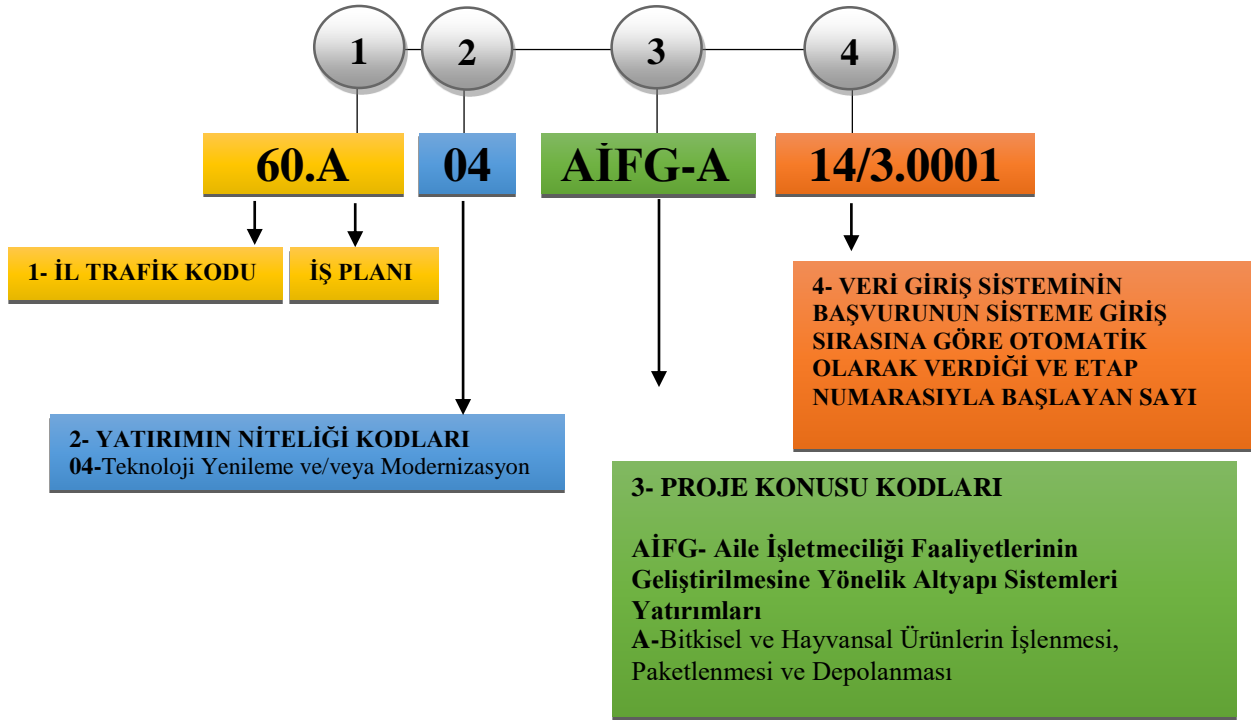 1 2 3 4
60.A 04 AİFG-A 14/3.0001
1- İL TRAFİK KODU İŞ PLANI
4- VERİ GİRİŞ SİSTEMİNİN
BAŞVURUNUN SİSTEME GİRİŞ
SIRASINA GÖRE OTOMATİK
OLARAK VERDİĞİ VE ETAP
NUMARASIYLA BAŞLAYAN SAYI
2- YATIRIMIN NİTELİĞİ KODLARI
04-Teknoloji Yenileme ve/veya Modernizasyon
3- PROJE KONUSU KODLARI
AİFG- Aile İşletmeciliği Faaliyetlerinin
Geliştirilmesine Yönelik Altyapı Sistemleri
Yatırımları
A-Bitkisel ve Hayvansal Ürünlerin İşlenmesi,
Paketlenmesi ve Depolanması